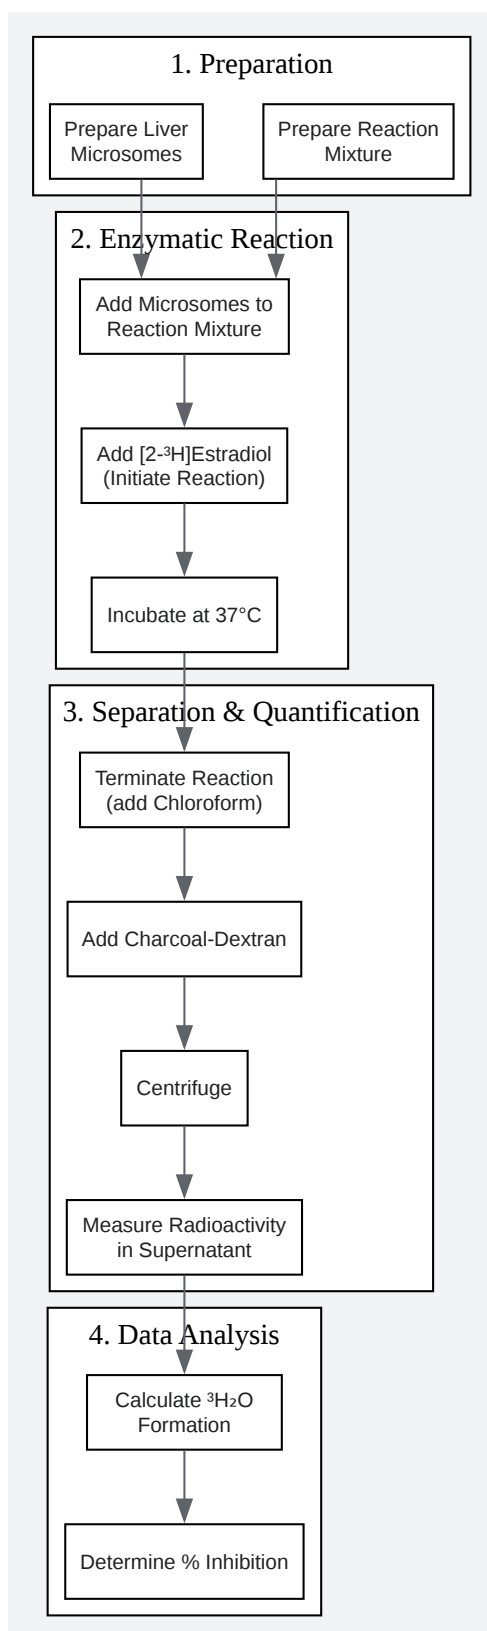 1. Preparation
Prepare Liver
Microsomes
Prepare Reaction
Mixture
2. Enzymatic Reaction
Add Microsomes to
Reaction Mixture
Add [2-³H]Estradiol
(Initiate Reaction)
Incubate at 37°C
3. Separation & Quantification
Terminate Reaction
(add Chloroform)
Add Charcoal-Dextran
Centrifuge
Measure Radioactivity
in Supernatant
4. Data Analysis
Calculate ³H₂O
Formation
Determine % Inhibition